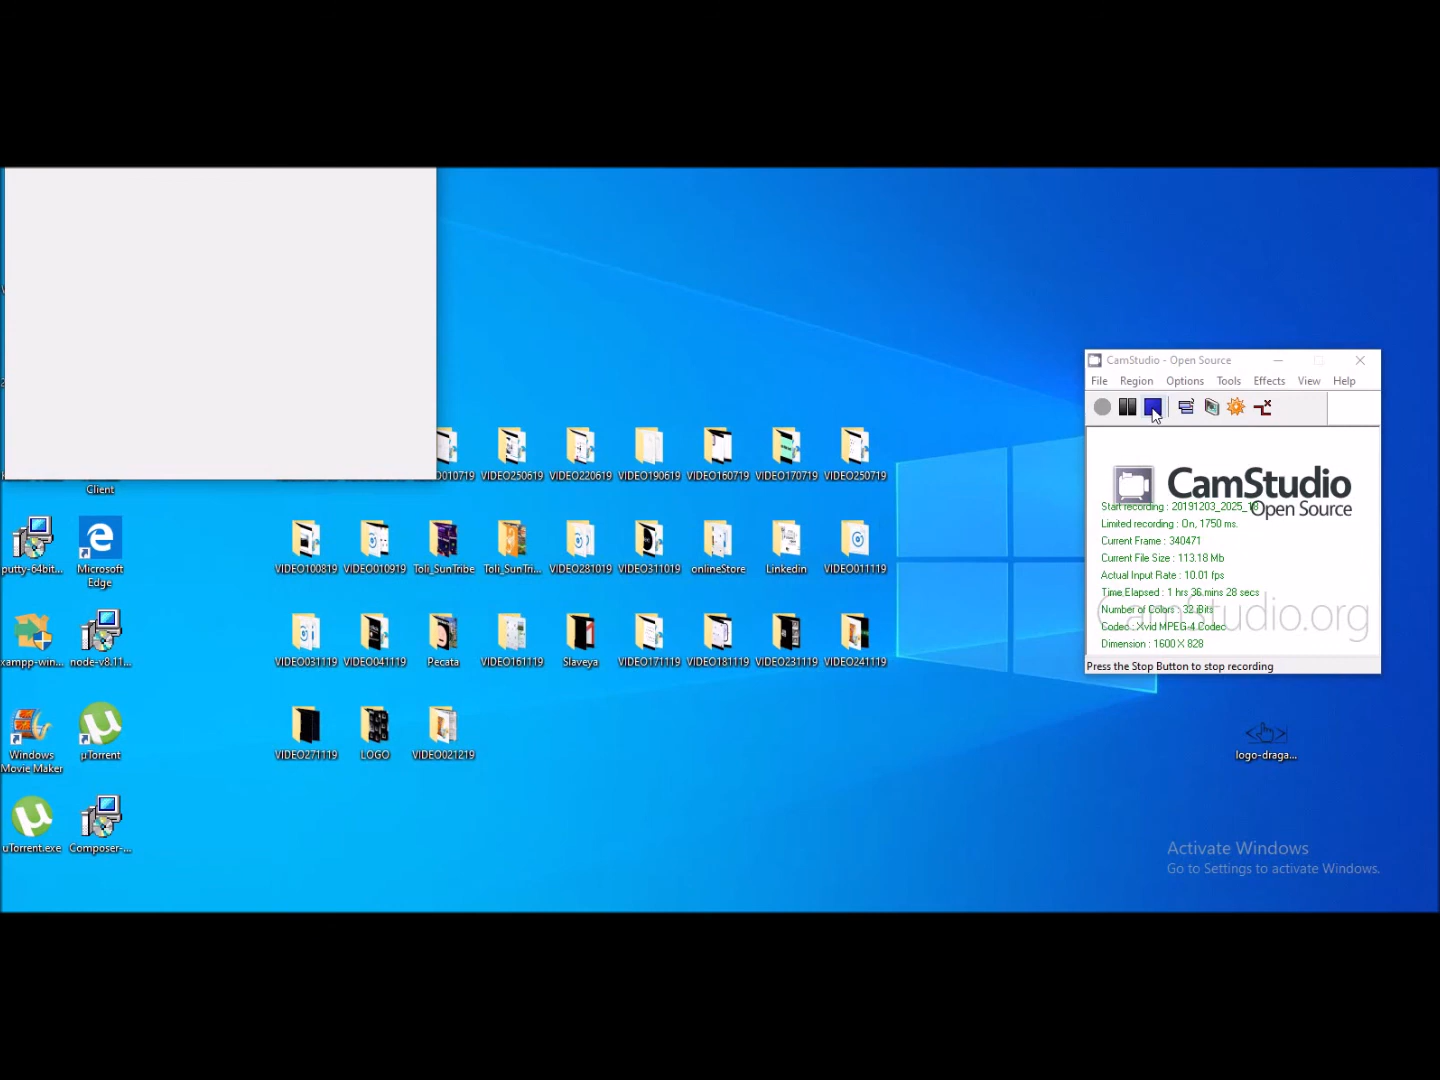 CamStudio - Open Source
File Region Options Tools Effects View Help
CamStudio
Open Source
Start recording : 20191203_2025_18
Limited recording : On, 1750 ms.
Current Frame : 340471
Current File Size : 113.18 Mb
Actual Input Rate : 10.01 fps
Time Elapsed : 1 hrs 36 mins 28 secs
Number of Colors : 32 Bits
CamStudio.org
Codec : Xvid MPEG-4 Codec
Dimension : 1600 X 828
Press the Stop Button to stop recording
010719 VIDEO250619 VIDEO220619 VIDEO190619 VIDEO160719 VIDEO170719 VIDEO250719
Client
putty-64bit... Microsoft Edge VIDEO100819 VIDEO010919 Toli_SunTribe Toli_SunTri... VIDEO281019 VIDEO311019 onlineStore Linkedin VIDEO011119
xampp-win... node-v8.11... VIDEO031119 VIDEO041119 Pecata VIDEO161119 Slaveya VIDEO171119 VIDEO181119 VIDEO231119 VIDEO241119
Windows Movie Maker µTorrent VIDEO271119 LOGO VIDEO021219 logo-draga...
uTorrent.exe Composer-...
Activate Windows
Go to Settings to activate Windows.